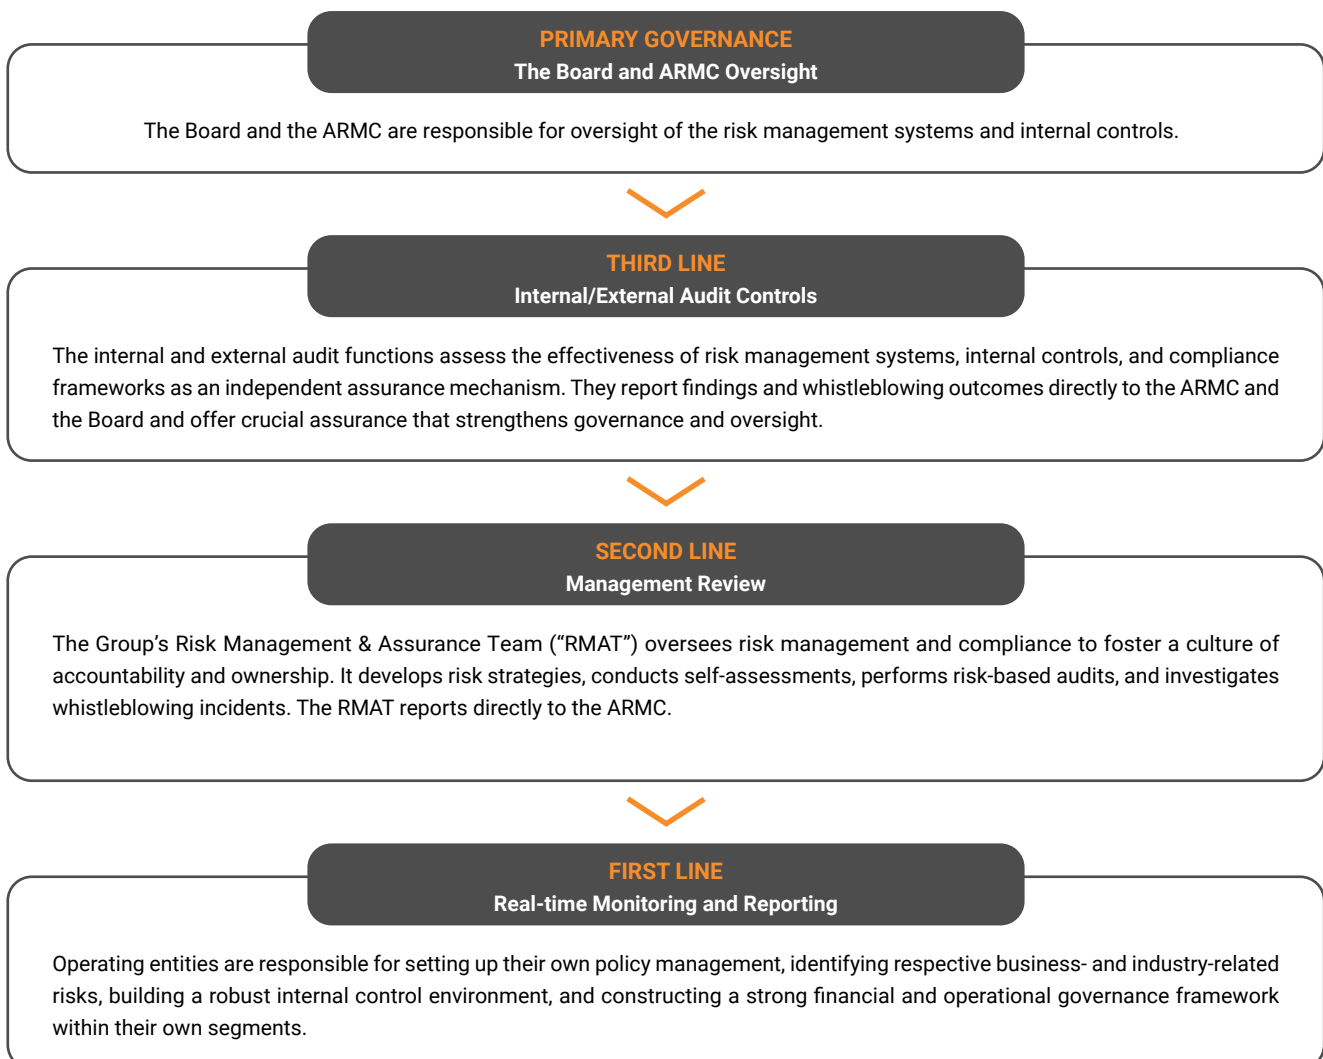 PRIMARY GOVERNANCE
The Board and ARMC Oversight
The Board and the ARMC are responsible for oversight of the risk management systems and internal controls.
THIRD LINE
Internal/External Audit Controls
The internal and external audit functions assess the effectiveness of risk management systems, internal controls, and compliance
frameworks as an independent assurance mechanism. They report findings and whistleblowing outcomes directly to the ARMC and
the Board and offer crucial assurance that strengthens governance and oversight.
SECOND LINE
Management Review
The Group’s Risk Management & Assurance Team (“RMAT”) oversees risk management and compliance to foster a culture of
accountability and ownership. It develops risk strategies, conducts self-assessments, performs risk-based audits, and investigates
whistleblowing incidents. The RMAT reports directly to the ARMC.
FIRST LINE
Real-time Monitoring and Reporting
Operating entities are responsible for setting up their own policy management, identifying respective business- and industry-related
risks, building a robust internal control environment, and constructing a strong financial and operational governance framework
within their own segments.